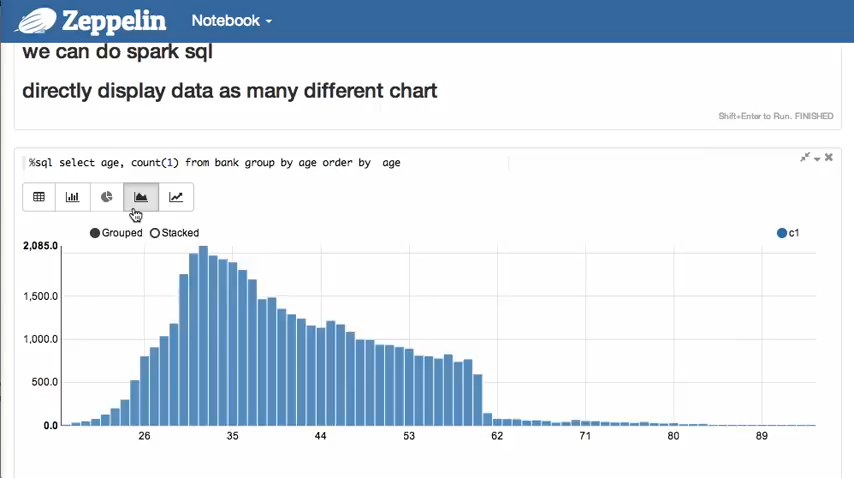 Zeppelin Notebook
we can do spark sql
directly display data as many different chart
Shift+Enter to Run. FINISHED
%sql select age, count(1) from bank group by age order by  age
Grouped Stacked c1
2,085.0
1,500.0
1,000.0
500.0
0.0
26 35 44 53 62 71 80 89